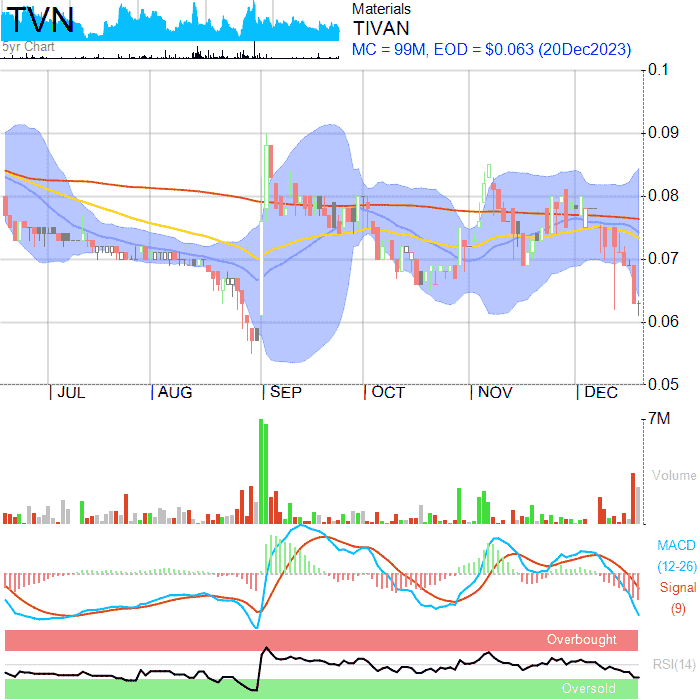 TVN
5yr Chart
Materials
TIVAN
MC = 99M, EOD = $0.063 (20Dec2023)
0.1
0.09
0.08
0.07
0.06
0.05
JUL AUG SEP OCT NOV DEC
7M
Volume
MACD
(12-26)
Signal
(9)
Overbought
RSI(14)
Oversold